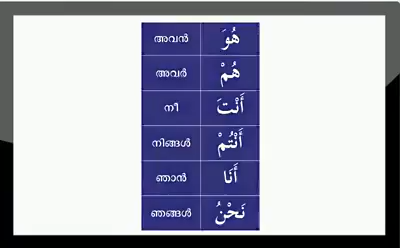 അവൻ هُوَ
അവർ هُمْ
നീ أَنْتَ
നിങ്ങൾ أَنْتُمْ
ഞാൻ أَنَا
ഞങ്ങൾ نَحْنُ